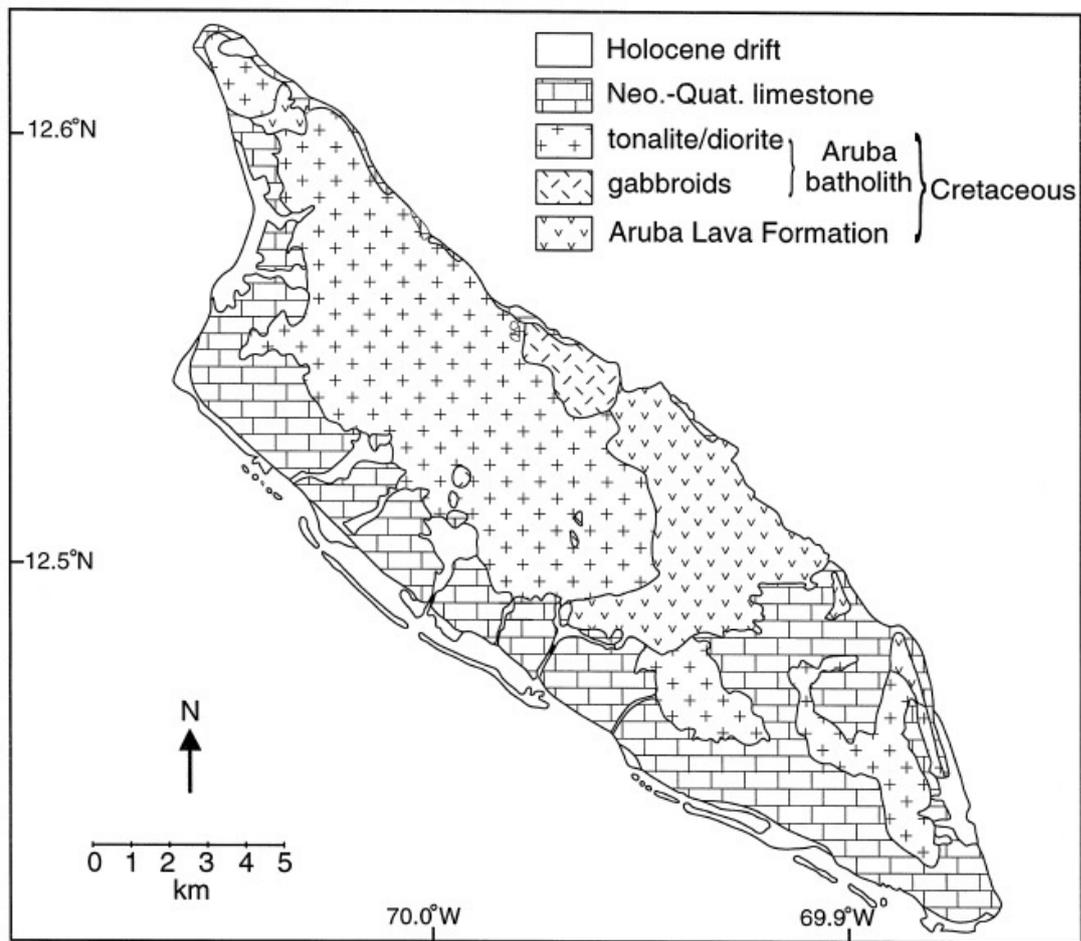 Holocene drift
Neo.-Quat. limestone
12.6°N
tonalite/diorite
Aruba
batholith
gabbroids
Cretaceous
Aruba Lava Formation
12.5°N
N
0 1 2 3 4 5
km
70.0°W
69.9°W